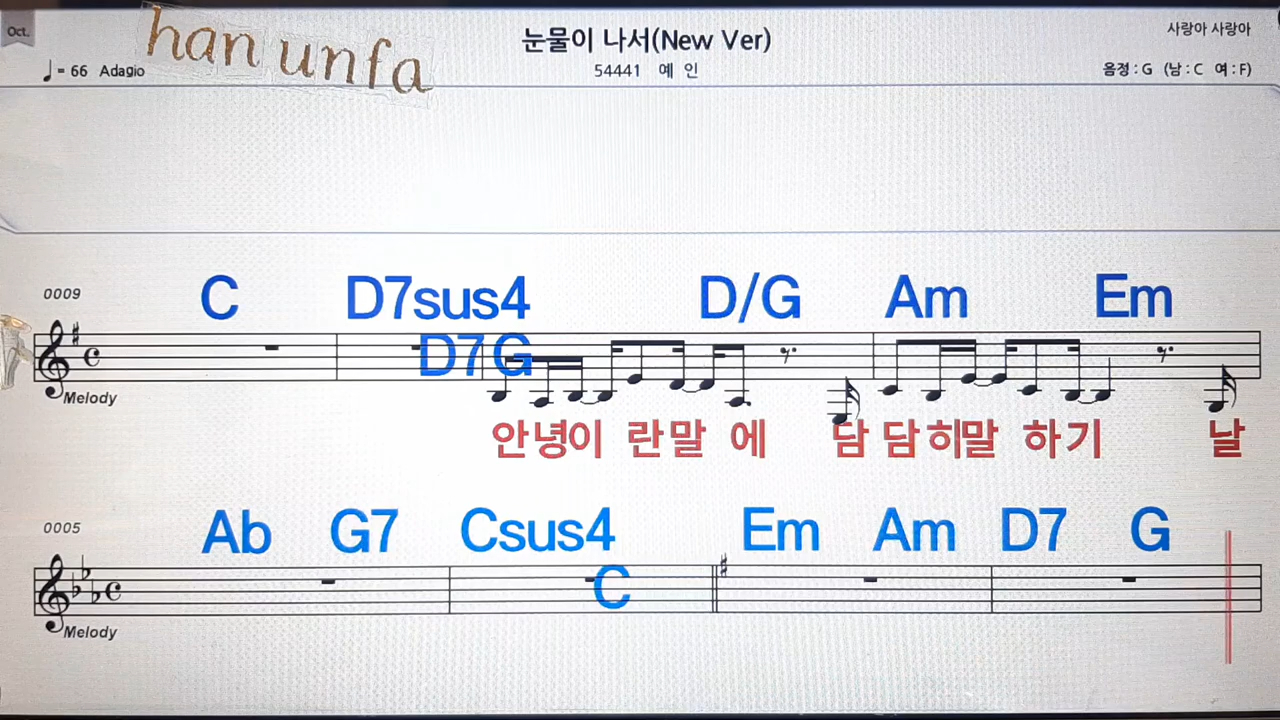 Oct.
han unfa
눈물이 나서(New Ver)
사랑아 사랑아
♩= 66 Adagio
54441 예 인
음정 : G (남 : C 여 : F)
0009
C D7sus4 D/G Am Em
D7 G
Melody
안녕이 란말 에 담 담히말 하기 날
0005
Ab G7 Csus4 Em Am D7 G
C
Melody